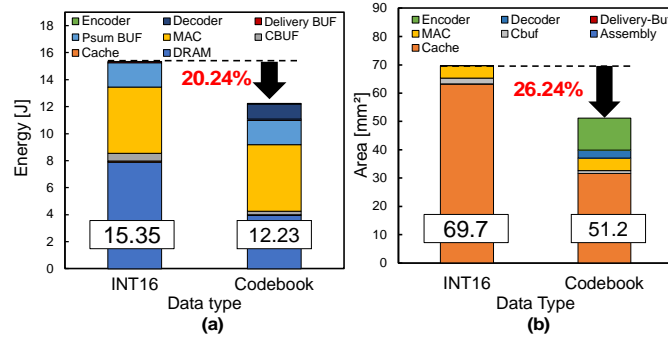 Encoder Decoder Delivery BUF
Psum BUF MAC CBUF
Cache DRAM
18
16
14
12
10
8
6
4
2
0
Energy [J]
20.24%
15.35
12.23
INT16 Codebook
Data type
(a)
Encoder Decoder Delivery-Buf
MAC Cbuf Assembly
Cache
90
80
70
60
50
40
30
20
10
0
Area [mm²]
26.24%
69.7
51.2
INT16 Codebook
Data Type
(b)